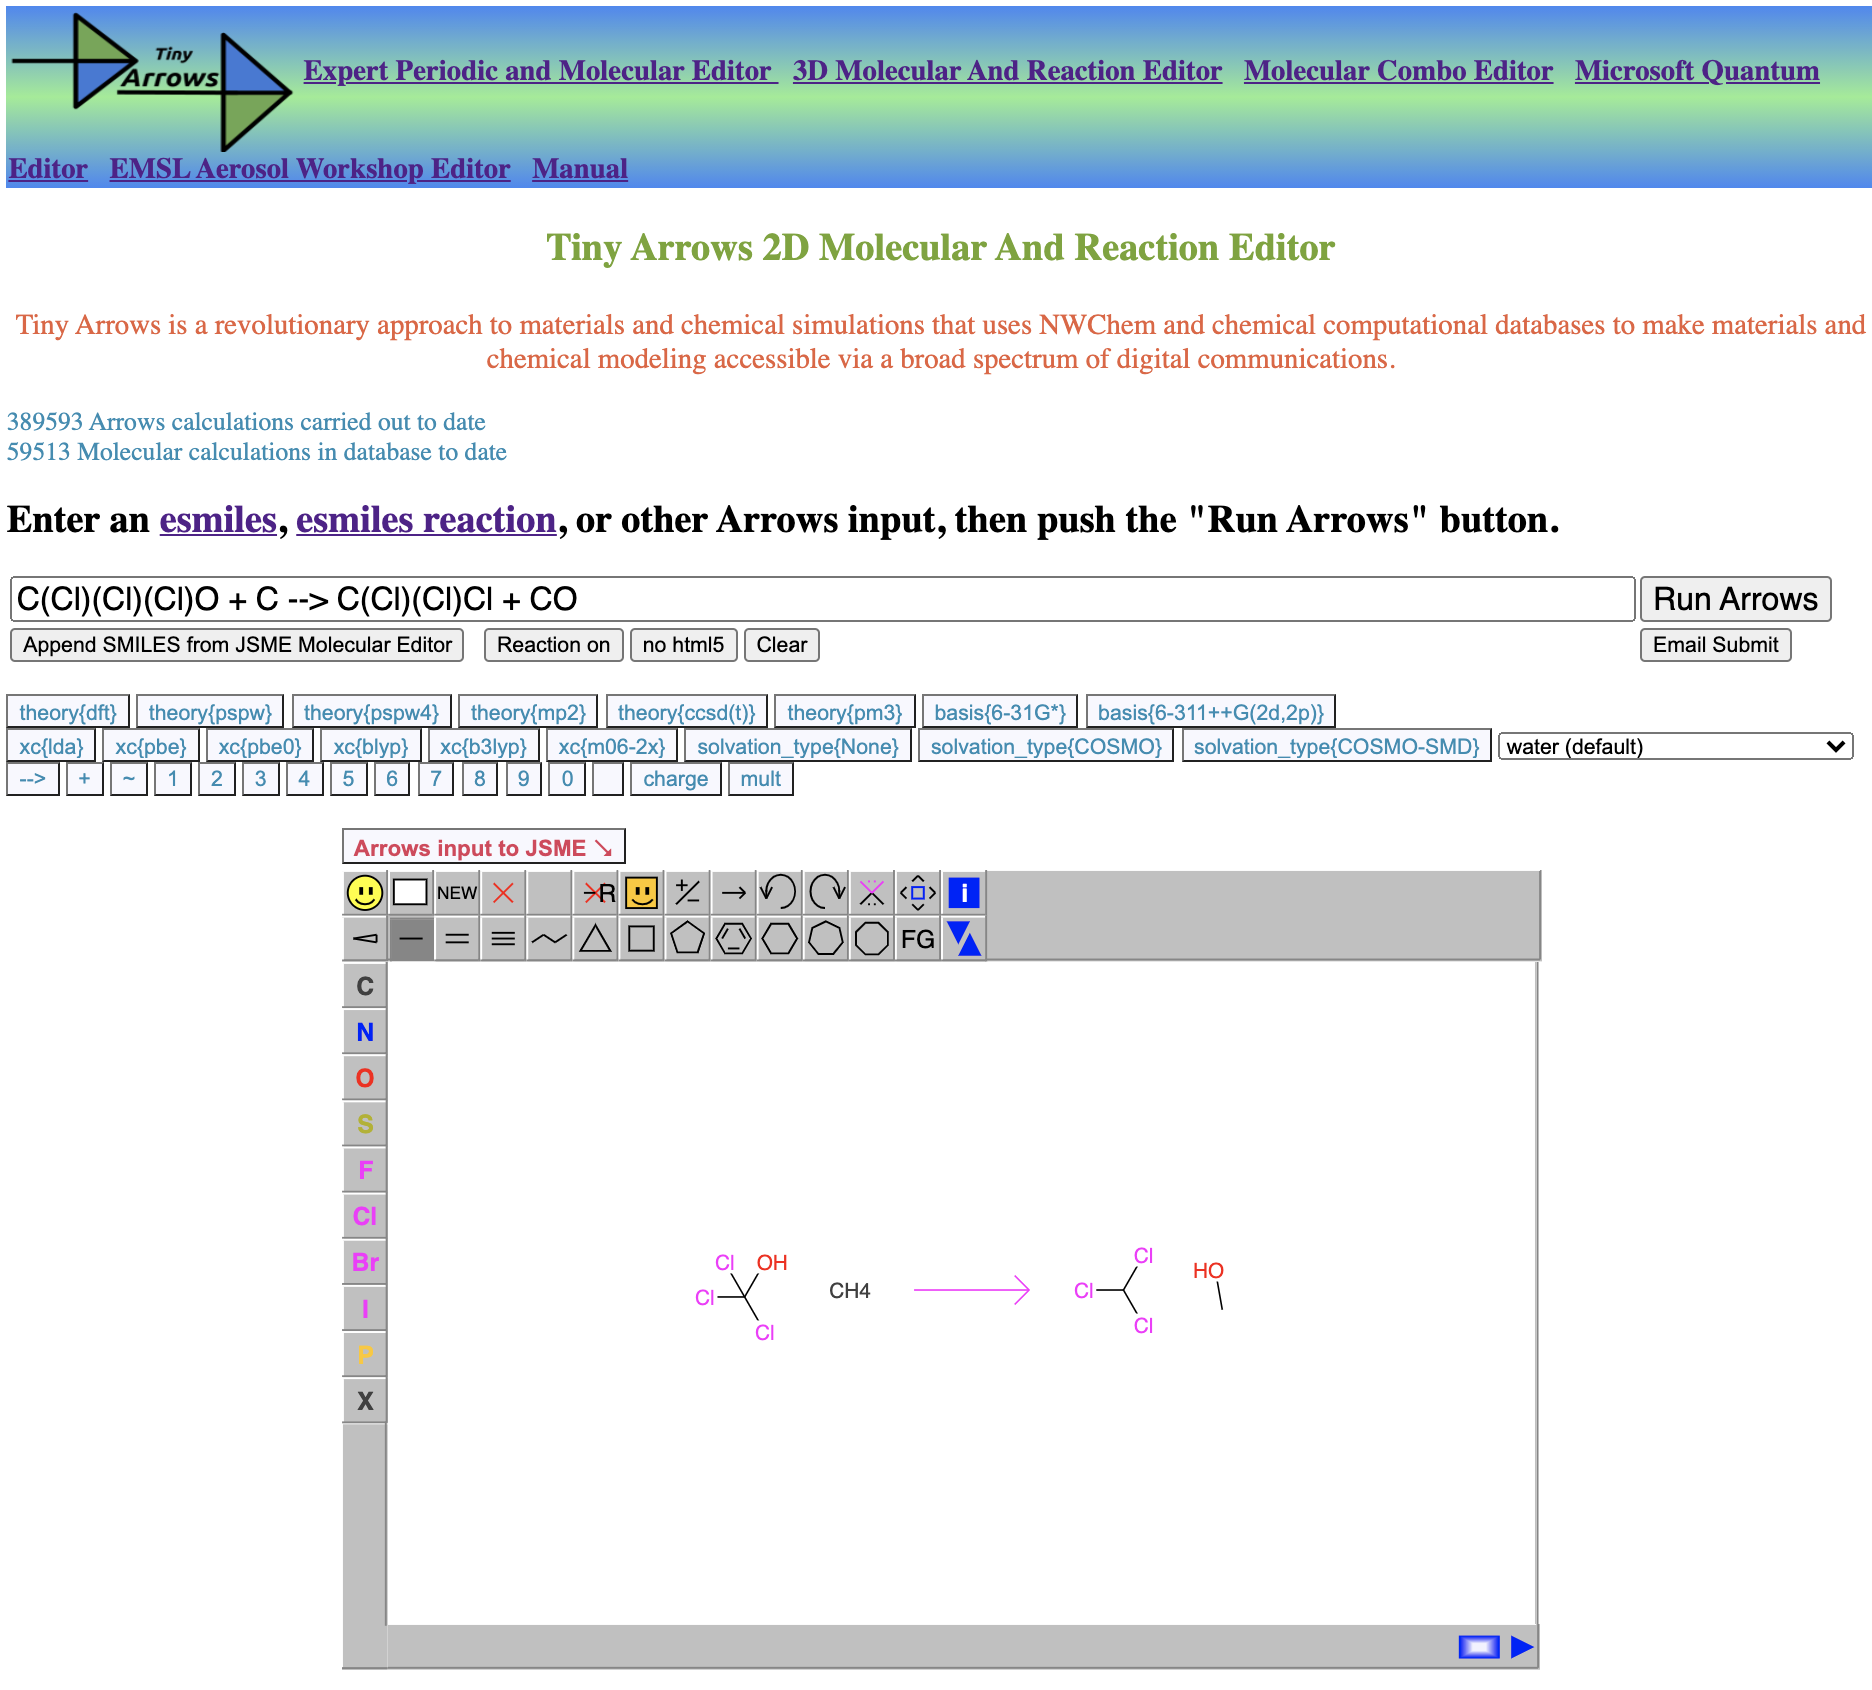 Tiny
Arrows
Expert Periodic and Molecular Editor 3D Molecular And Reaction Editor Molecular Combo Editor Microsoft Quantum
Editor EMSL Aerosol Workshop Editor Manual
Tiny Arrows 2D Molecular And Reaction Editor
Tiny Arrows is a revolutionary approach to materials and chemical simulations that uses NWChem and chemical computational databases to make materials and
chemical modeling accessible via a broad spectrum of digital communications.
389593 Arrows calculations carried out to date
59513 Molecular calculations in database to date
Enter an esmiles, esmiles reaction, or other Arrows input, then push the "Run Arrows" button.
C(Cl)(Cl)(Cl)O + C --> C(Cl)(Cl)Cl + CO Run Arrows
Append SMILES from JSME Molecular Editor Reaction on no html5 Clear Email Submit
theory{dft} theory{pspw} theory{pspw4} theory{mp2} theory{ccsd(t)} theory{pm3} basis{6-31G*} basis{6-311++G(2d,2p)}
xc{lda} xc{pbe} xc{pbe0} xc{blyp} xc{b3lyp} xc{m06-2x} solvation_type{None} solvation_type{COSMO} solvation_type{COSMO-SMD} water (default)
--> + ~ 1 2 3 4 5 6 7 8 9 0 charge mult
Arrows input to JSME ↘
NEW R +/- i
FG
C
N
O
S
F
Cl
Br
I
P
X
Cl OH
Cl
Cl
CH4
Cl
Cl
Cl
HO